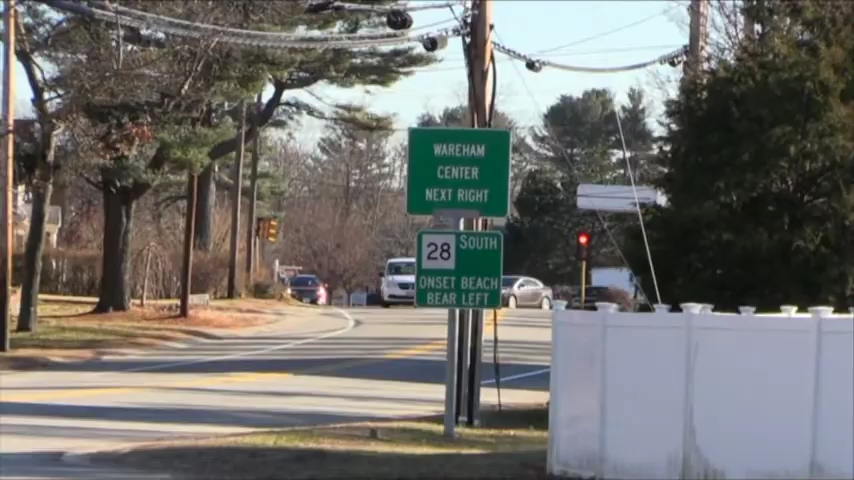 WAREHAM
CENTER
NEXT RIGHT
28 SOUTH
ONSET BEACH
BEAR LEFT